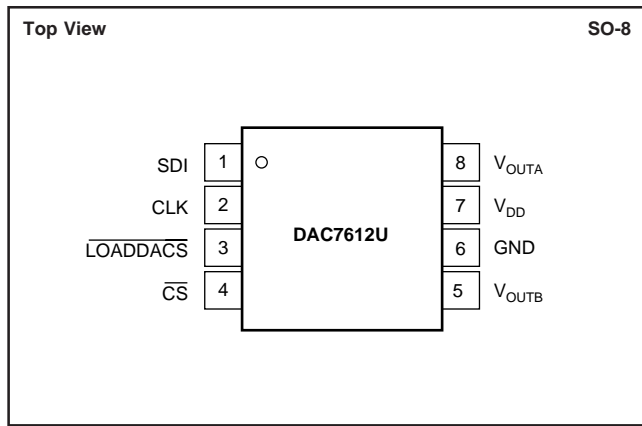 Top View SO-8
SDI 1 8 VOUTA
CLK 2 7 VDD
DAC7612U
LOADDACS 3 6 GND
CS 4 5 VOUTB